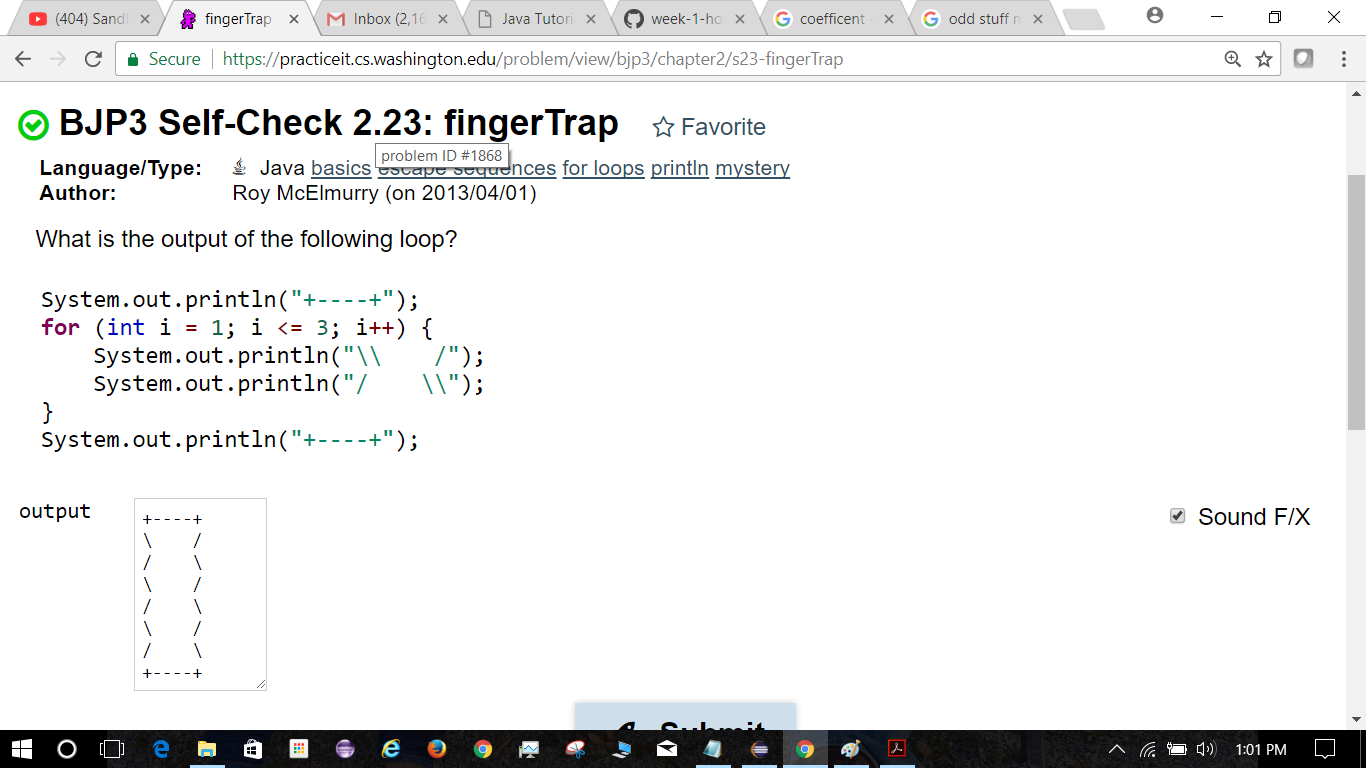 (404) Sand
fingerTrap
Inbox (2,16
Java Tutori
week-1-ho
coefficent
odd stuff
Secure
https://practiceit.cs.washington.edu/problem/view/bjp3/chapter2/s23-fingerTrap
BJP3 Self-Check 2.23: fingerTrap
Favorite
problem ID #1868
Language/Type: Java basics escape sequences for loops println mystery
Author: Roy McElmurry (on 2013/04/01)
What is the output of the following loop?
System.out.println("+----+");
for (int i = 1; i <= 3; i++) {
    System.out.println("\\    /");
    System.out.println("/    \\");
}
System.out.println("+----+");
output
+----+
\    /
/    \
\    /
/    \
\    /
/    \
+----+
Sound F/X
Submit
1:01 PM